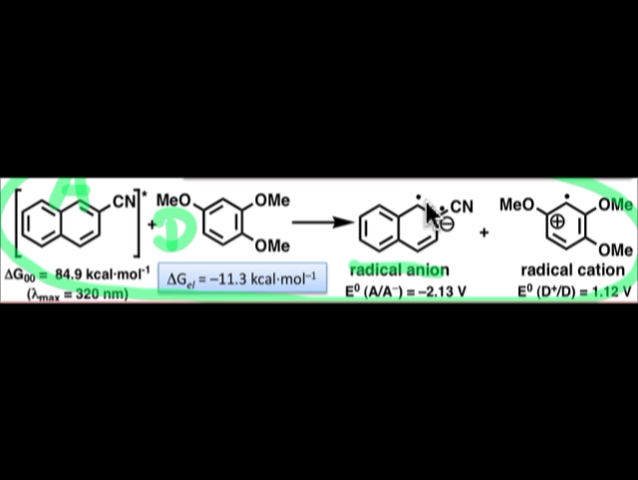 A
[ CN ]* + MeO OMe OMe → CN ⊖ + MeO ⊕ OMe OMe
D
ΔG₀₀ = 84.9 kcal·mol⁻¹
(λmax = 320 nm)
ΔGel = −11.3 kcal·mol⁻¹
radical anion
E⁰ (A/A⁻) = −2.13 V
radical cation
E⁰ (D⁺/D) = 1.12 V